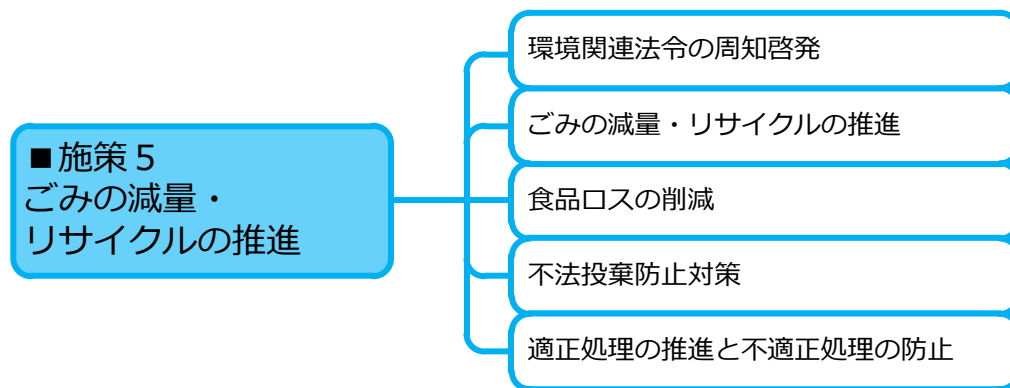 ■施策５
ごみの減量・
リサイクルの推進
環境関連法令の周知啓発
ごみの減量・リサイクルの推進
食品ロスの削減
不法投棄防止対策
適正処理の推進と不適正処理の防止